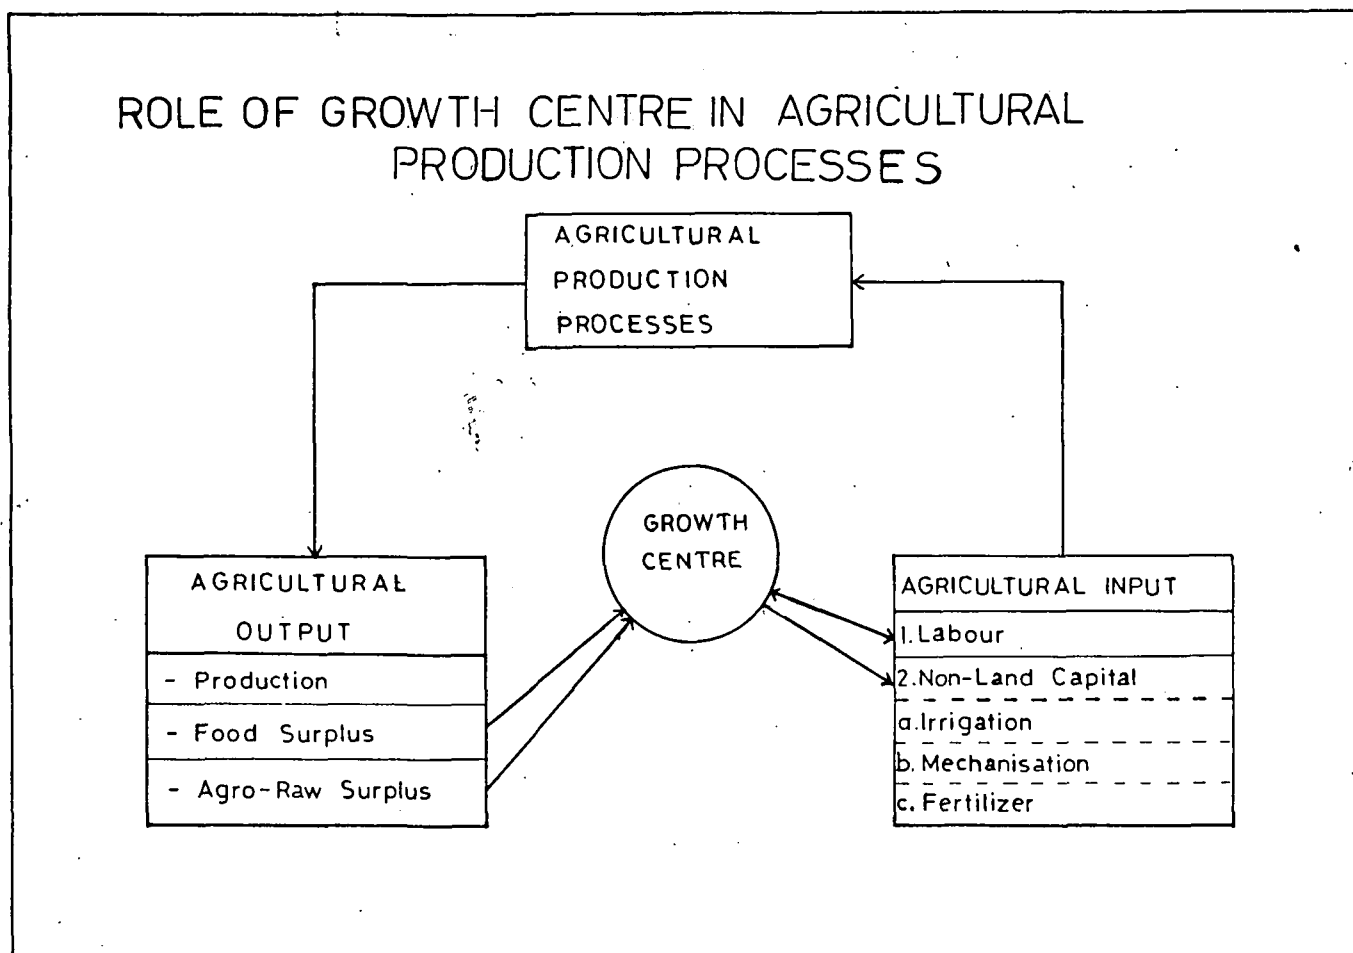 ROLE OF GROWTH CENTRE IN AGRICULTURAL
PRODUCTION PROCESSES
AGRICULTURAL
PRODUCTION
PROCESSES
GROWTH
CENTRE
AGRICULTURAL
OUTPUT
- Production
- Food Surplus
- Agro-Raw Surplus
AGRICULTURAL INPUT
1. Labour
2. Non-Land Capital
a. Irrigation
b. Mechanisation
c. Fertilizer